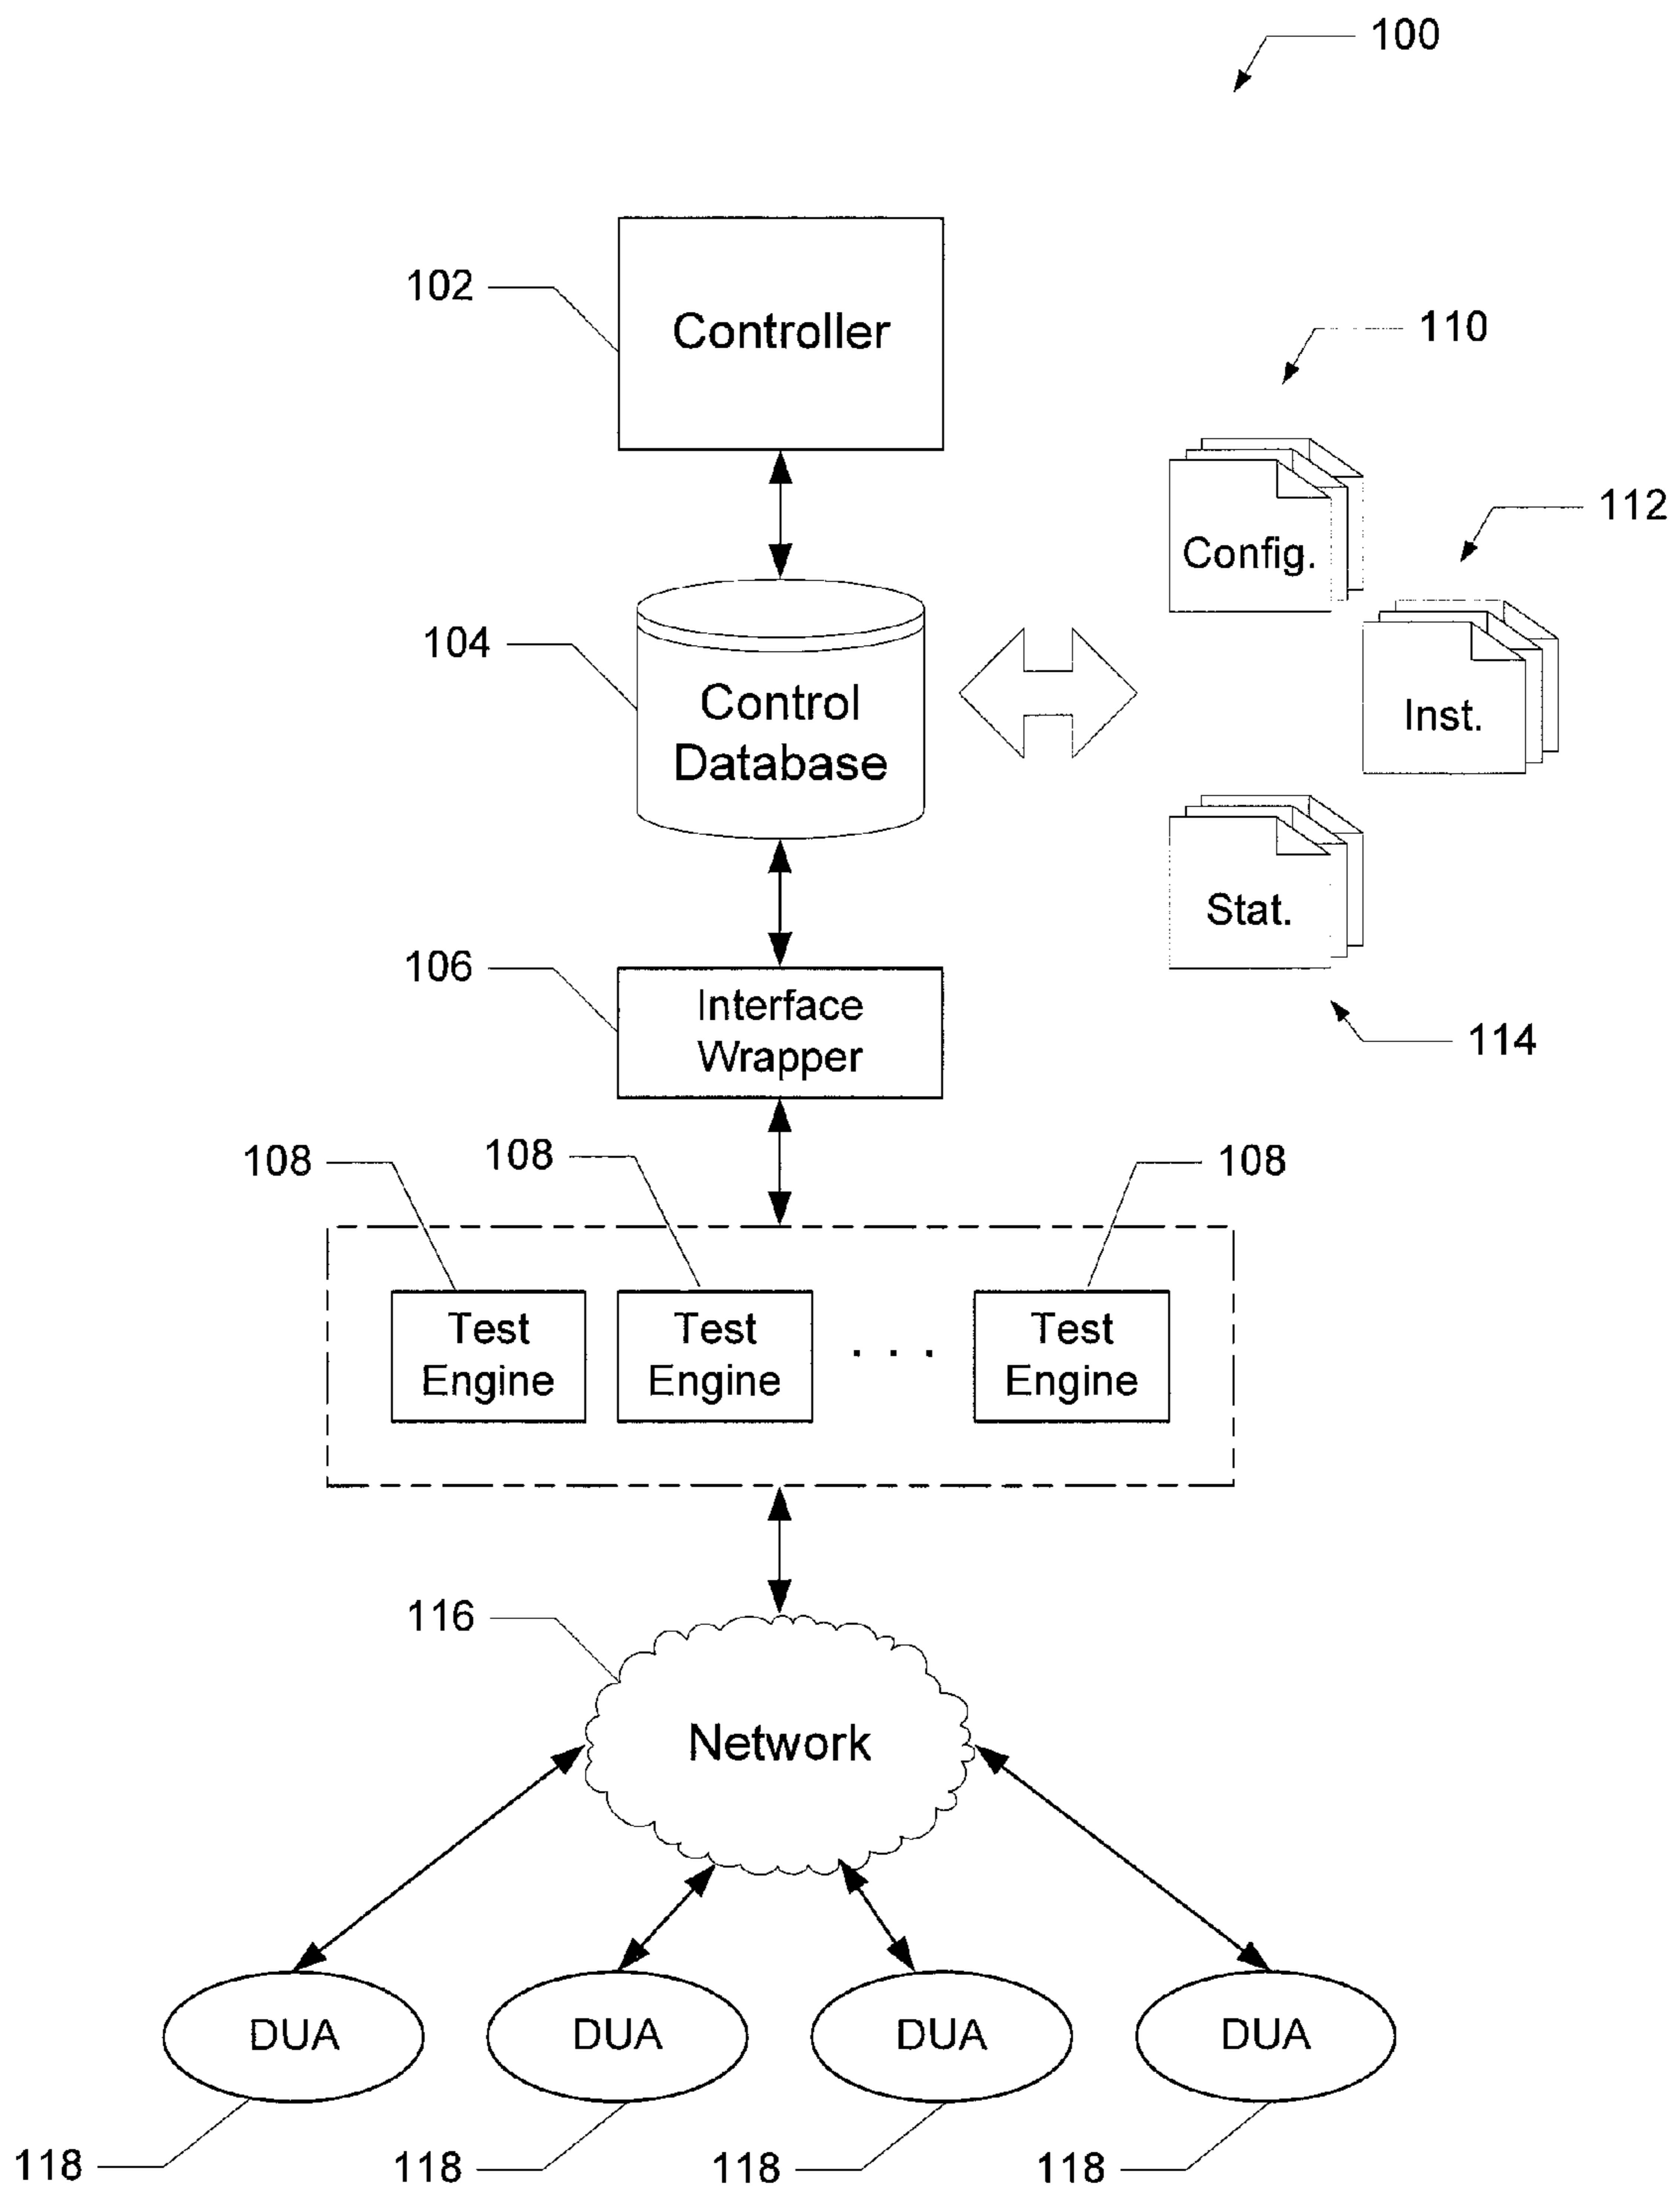 100
102
Controller
110
Config.
112
104
Control
Database
Inst.
Stat.
106
Interface
Wrapper
114
108
108
108
Test
Engine
Test
Engine
. . .
Test
Engine
116
Network
DUA
DUA
DUA
DUA
118
118
118
118